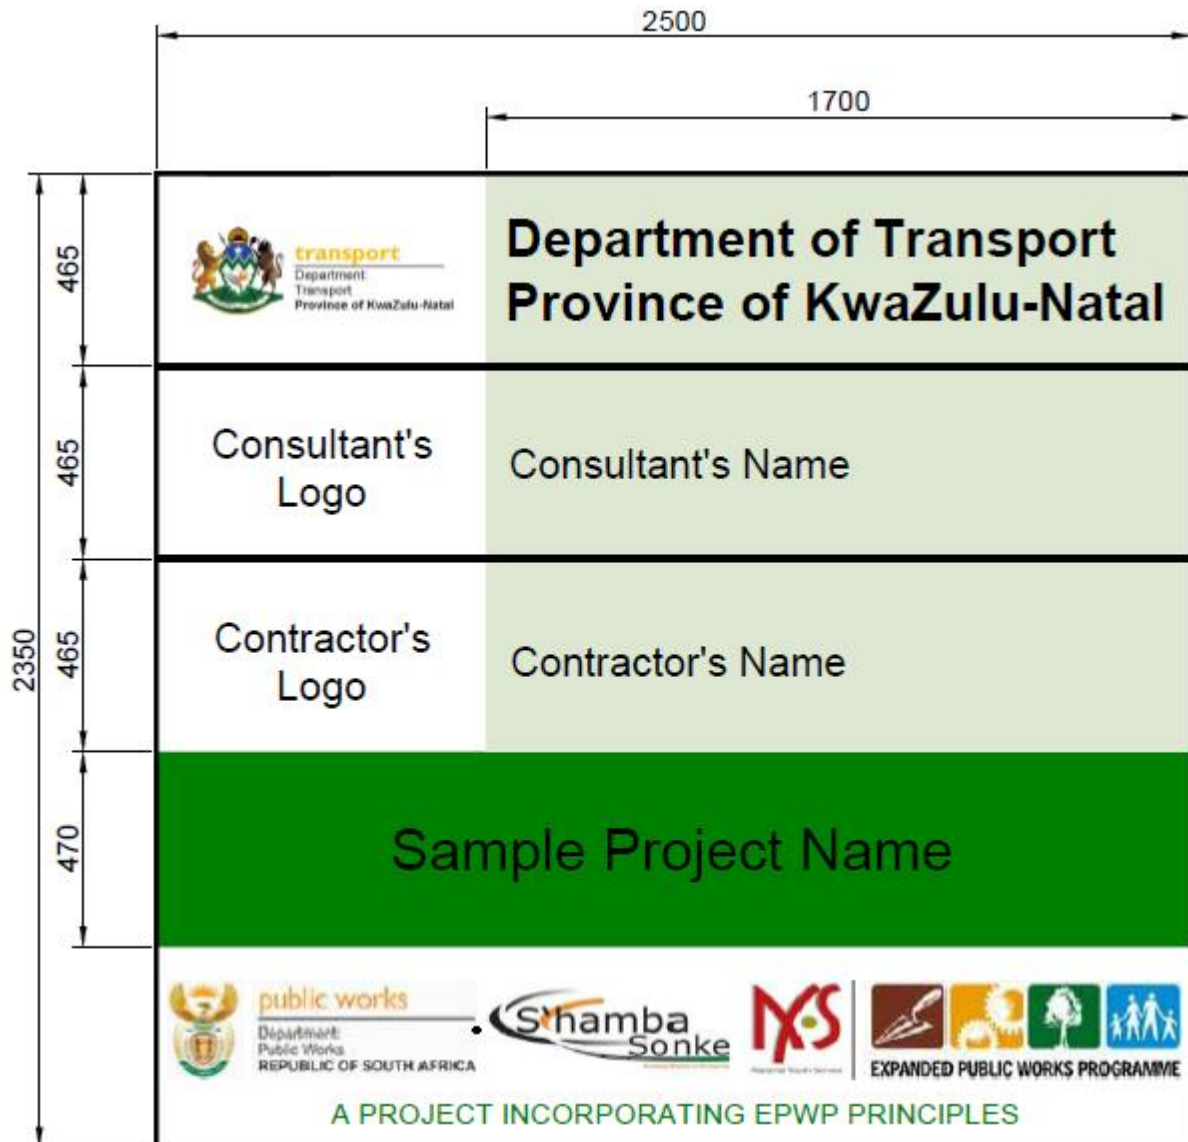 2500
1700
465
transport
Department:
Transport
Province of KwaZulu-Natal
Department of Transport
Province of KwaZulu-Natal
465
Consultant's
Logo
Consultant's Name
2350
465
Contractor's
Logo
Contractor's Name
470
Sample Project Name
public works
Department:
Public Works
REPUBLIC OF SOUTH AFRICA
S'hamba
Sonke
NYS
EXPANDED PUBLIC WORKS PROGRAMME
A PROJECT INCORPORATING EPWP PRINCIPLES